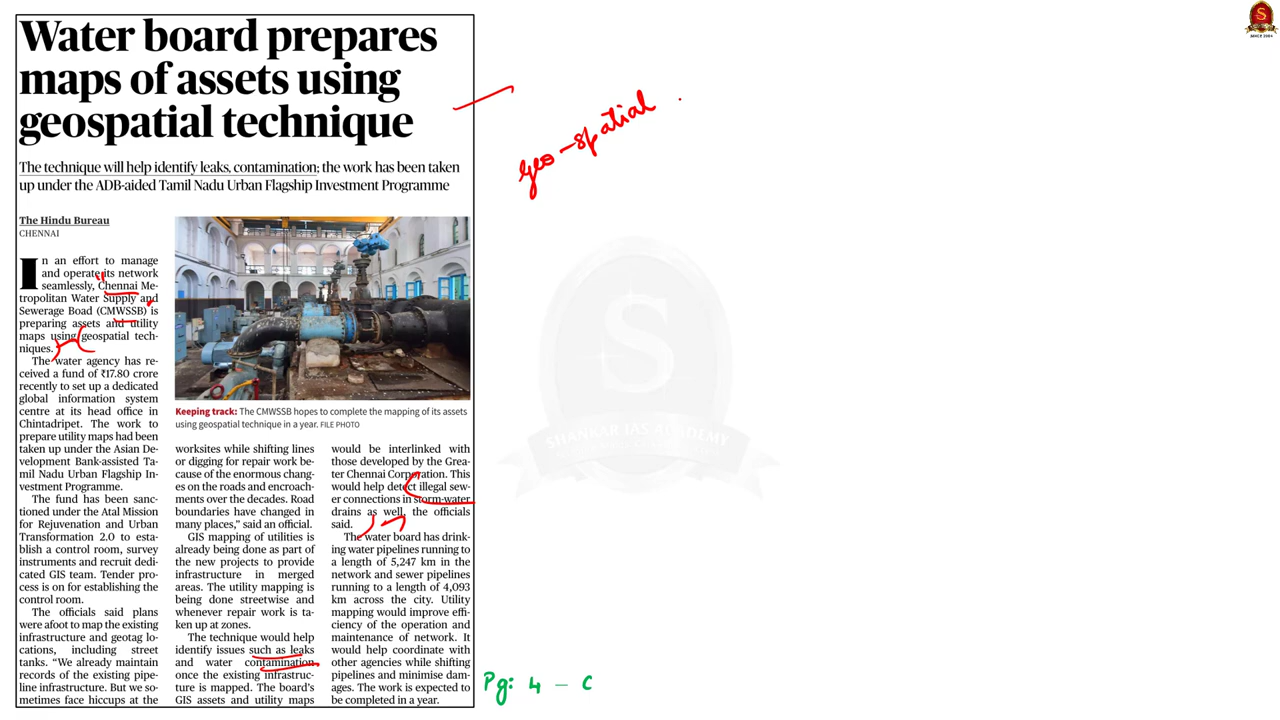 Water board prepares
maps of assets using
geospatial technique
The technique will help identify leaks, contamination; the work has been taken
up under the ADB-aided Tamil Nadu Urban Flagship Investment Programme
The Hindu Bureau
CHENNAI
In an effort to manage
and operate its network
seamlessly, Chennai Me-
tropolitan Water Supply and
Sewerage Boad (CMWSSB) is
preparing assets and utility
maps using geospatial tech-
niques.
The water agency has re-
ceived a fund of ₹17.80 crore
recently to set up a dedicated
global information system
centre at its head office in
Chintadripet. The work to
prepare utility maps had been
taken up under the Asian De-
velopment Bank-assisted Ta-
mil Nadu Urban Flagship In-
vestment Programme.
The fund has been sanc-
tioned under the Atal Mission
for Rejuvenation and Urban
Transformation 2.0 to esta-
blish a control room, survey
instruments and recruit dedi-
cated GIS team. Tender pro-
cess is on for establishing the
control room.
The officials said plans
were afoot to map the existing
infrastructure and geotag lo-
cations, including street
tanks. “We already maintain
records of the existing pipe-
line infrastructure. But we so-
metimes face hiccups at the
Keeping track: The CMWSSB hopes to complete the mapping of its assets
using geospatial technique in a year. FILE PHOTO
worksites while shifting lines
or digging for repair work be-
cause of the enormous chang-
es on the roads and encroach-
ments over the decades. Road
boundaries have changed in
many places,” said an official.
GIS mapping of utilities is
already being done as part of
the new projects to provide
infrastructure in merged
areas. The utility mapping is
being done streetwise and
whenever repair work is ta-
ken up at zones.
The technique would help
identify issues such as leaks
and water contamination
once the existing infrastruc-
ture is mapped. The board’s
GIS assets and utility maps
would be interlinked with
those developed by the Grea-
ter Chennai Corporation. This
would help detect illegal sew-
er connections in storm-water
drains as well, the officials
said.
The water board has drink-
ing water pipelines running to
a length of 5,247 km in the
network and sewer pipelines
running to a length of 4,093
km across the city. Utility
mapping would improve effi-
ciency of the operation and
maintenance of network. It
would help coordinate with
other agencies while shifting
pipelines and minimise dam-
ages. The work is expected to
be completed in a year.
geo-spatial
Pg: 4 - C
S
SINCE 2004
S
SHANKAR IAS ACADEMY